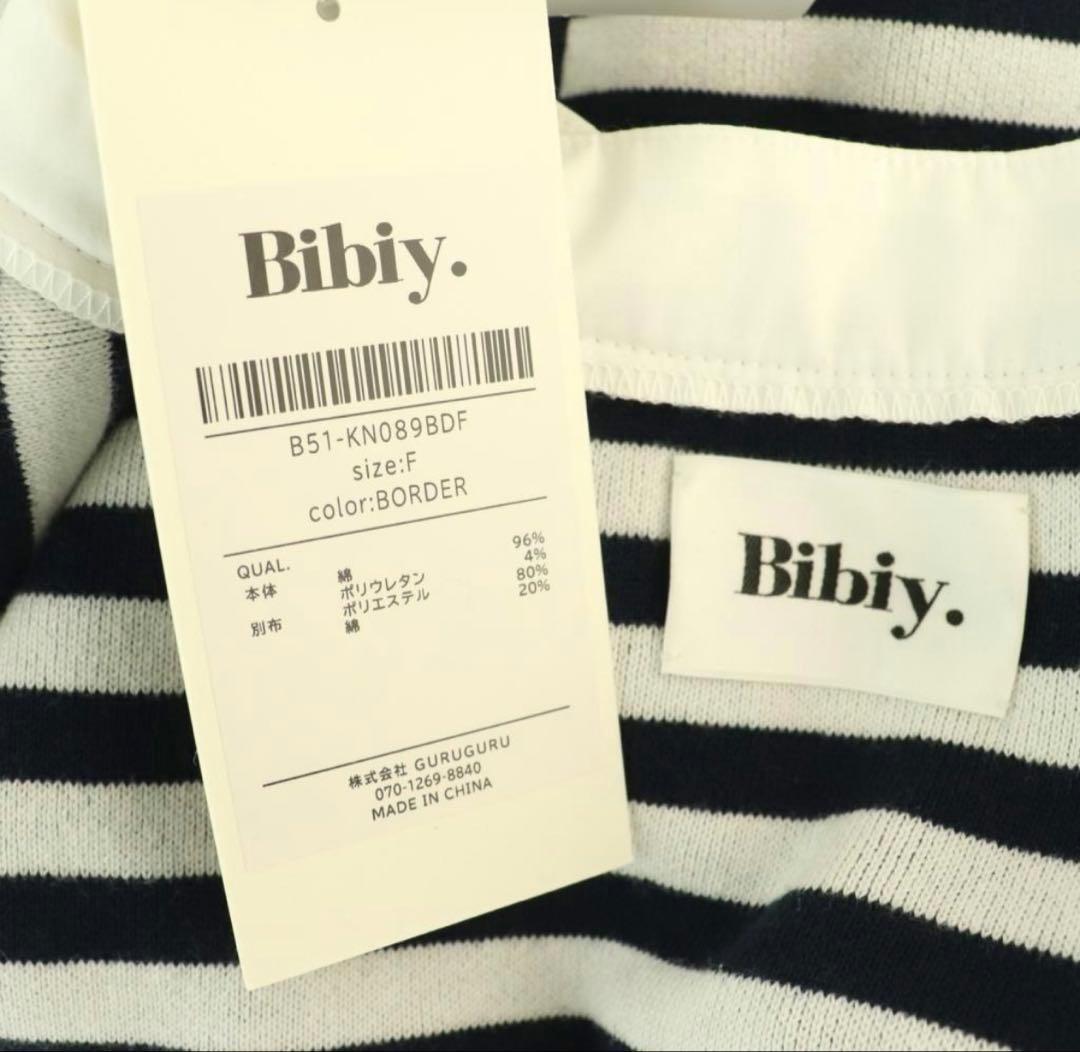 Bibiy.
B51-KN089BDF
size:F
color:BORDER
QUAL.
本体 綿 96%
ポリウレタン 4%
別布 ポリエステル 80%
綿 20%
株式会社 GURUGURU
070-1269-8840
MADE IN CHINA
Bibiy.